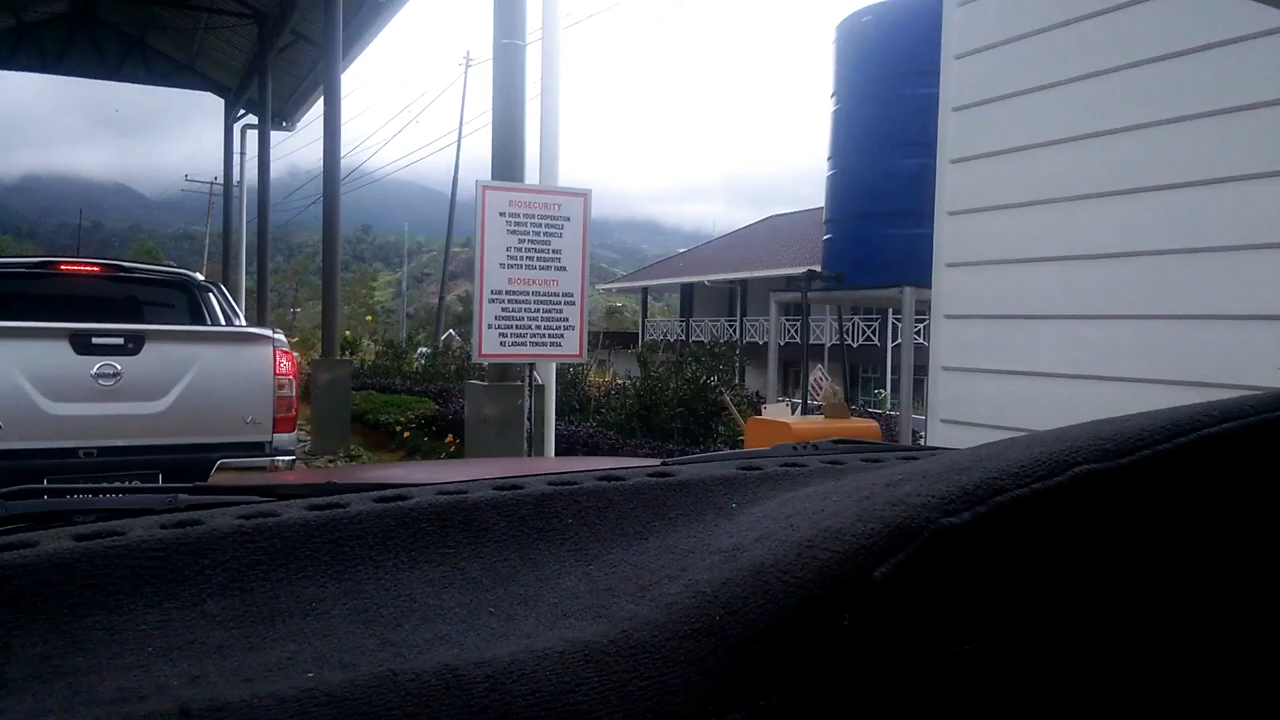 BIOSECURITY
WE SEEK YOUR COOPERATION
TO DRIVE YOUR VEHICLE
THROUGH THE VEHICLE
DIP PROVIDED
AT THE ENTRANCE WAY.
THIS IS PRE REQUISITE
TO ENTER DESA DAIRY FARM.
BIOSEKURITI
KAMI MEMOHON KERJASAMA ANDA
UNTUK MEMANDU KENDERAAN ANDA
MELALUI KOLAM SANITASI
KENDERAAN YANG DISEDIAKAN
DI LALUAN MASUK. INI ADALAH SATU
PRA SYARAT UNTUK MASUK
KE LADANG TENUSU DESA.
NISSAN
VL